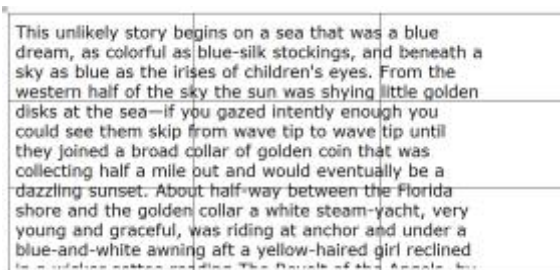 This unlikely story begins on a sea that was a blue
dream, as colorful as blue-silk stockings, and beneath a
sky as blue as the irises of children's eyes. From the
western half of the sky the sun was shying little golden
disks at the sea—if you gazed intently enough you
could see them skip from wave tip to wave tip until
they joined a broad collar of golden coin that was
collecting half a mile out and would eventually be a
dazzling sunset. About half-way between the Florida
shore and the golden collar a white steam-yacht, very
young and graceful, was riding at anchor and under a
blue-and-white awning aft a yellow-haired girl reclined